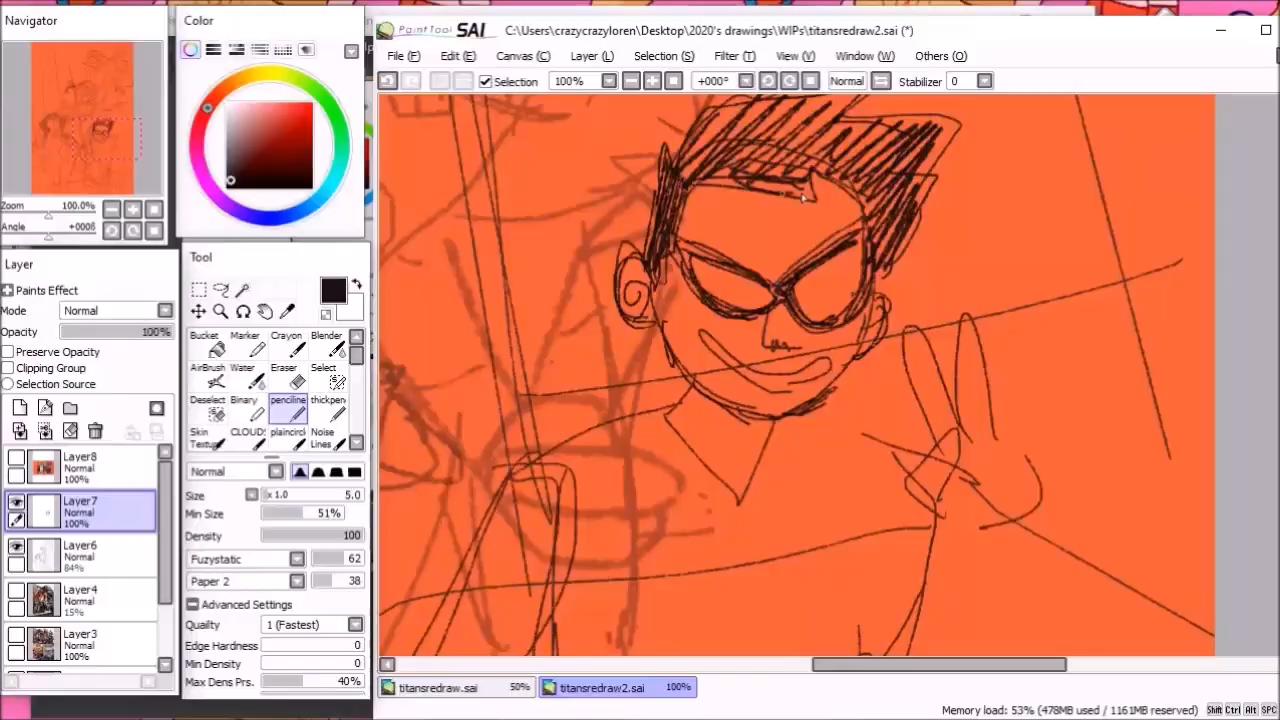 Navigator
Zoom 100.0%
Angle +000ß
Layer
Paints Effect
Mode Normal
Opacity 100%
Preserve Opacity
Clipping Group
Selection Source
Layer8
Normal
100%
Layer7
Normal
100%
Layer6
Normal
84%
Layer4
Normal
15%
Layer3
Normal
100%
Color
Tool
Bucket Marker Crayon Blender
AirBrush Water Eraser Select
Deselect Binary penciline thickpen
Skin Textur CLOUD: plaincircl Noise Lines
Normal
Size x 1.0 5.0
Min Size 51%
Density 100
Fuzystatic 62
Paper 2 38
Advanced Settings
Quailty 1 (Fastest)
Edge Hardness 0
Min Density 0
Max Dens Prs. 40%
PaintTool SAI C:\Users\crazycrazyloren\Desktop\2020's drawings\WIPs\titansredraw2.sai (*)
File (F) Edit (E) Canvas (C) Layer (L) Selection (S) Filter (T) View (V) Window (W) Others (O)
Selection 100% +000° Normal Stabilizer 0
titansredraw.sai 50% titansredraw2.sai 100%
Memory load: 53% (478MB used / 1161MB reserved) Shift Ctrl Alt SPC